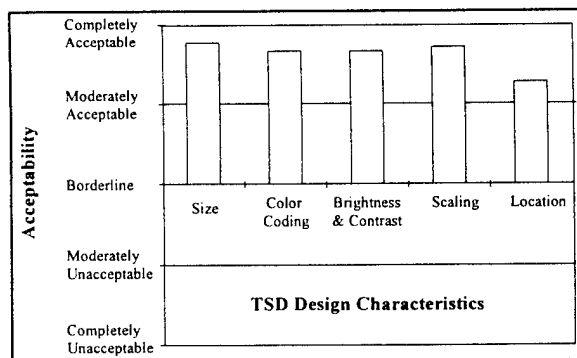 Completely
Acceptable
Moderately
Acceptable
Acceptability
Borderline
Size
Color
Coding
Brightness
& Contrast
Scaling
Location
Moderately
Unacceptable
TSD Design Characteristics
Completely
Unacceptable